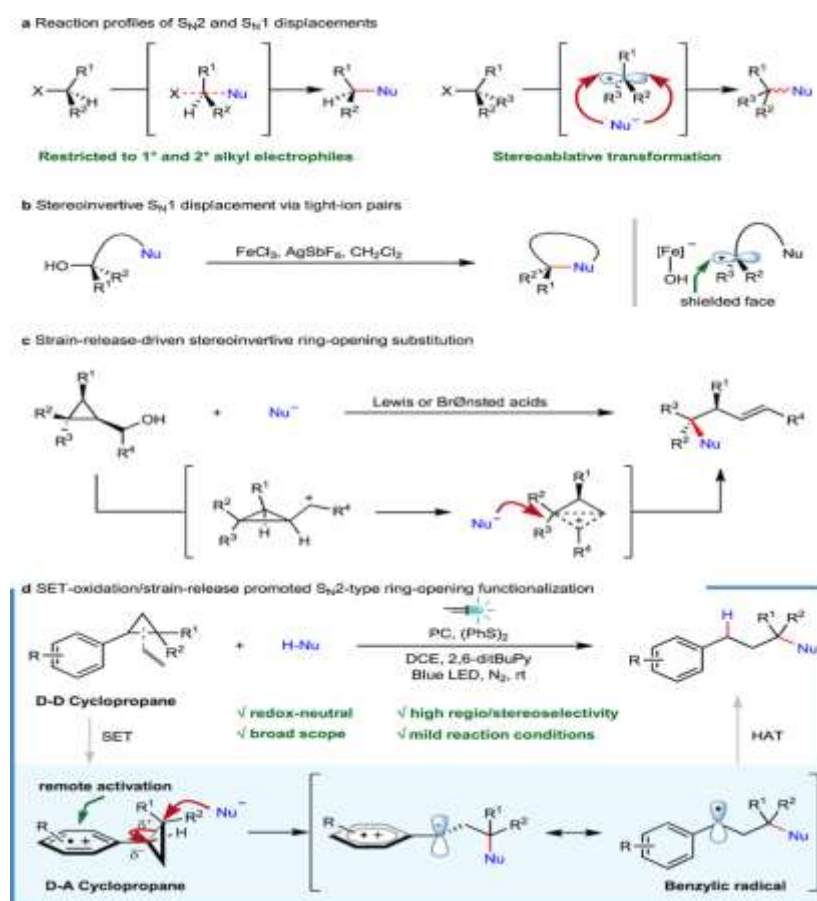 a Reaction profiles of SN2 and SN1 displacements
X R¹ H R² X R¹ Nu H R² R¹ H R² Nu
X R¹ R² R³ R¹ R³ R² Nu⁻ R¹ R³ R² Nu
Restricted to 1° and 2° alkyl electrophiles
Stereoablative transformation
b Stereoinvertive SN1 displacement via tight-ion pairs
HO Nu R² R¹
FeCl₃, AgSbF₆, CH₂Cl₂
R² R¹ Nu
[Fe]⁻ OH + R³ R² Nu
shielded face
c Strain-release-driven stereoinvertive ring-opening substitution
R¹ R² R³ OH R⁴
+ Nu⁻
Lewis or BrØnsted acids
R³ R¹ R² Nu R⁴
R² R¹ R³ H H + R⁴
Nu⁻ R² R¹ R³ + R⁴
d SET-oxidation/strain-release promoted SN2-type ring-opening functionalization
R R¹ R²
+ H-Nu
PC, (PhS)₂
DCE, 2,6-ditBuPy
Blue LED, N₂, rt
H R¹ R² Nu R
D-D Cyclopropane
√ redox-neutral √ high regio/stereoselectivity
√ broad scope √ mild reaction conditions
SET
HAT
remote activation
R R¹ R² Nu⁻ H δ⁺ δ⁻
R R¹ R² Nu
R R¹ R² Nu
D-A Cyclopropane
Benzylic radical